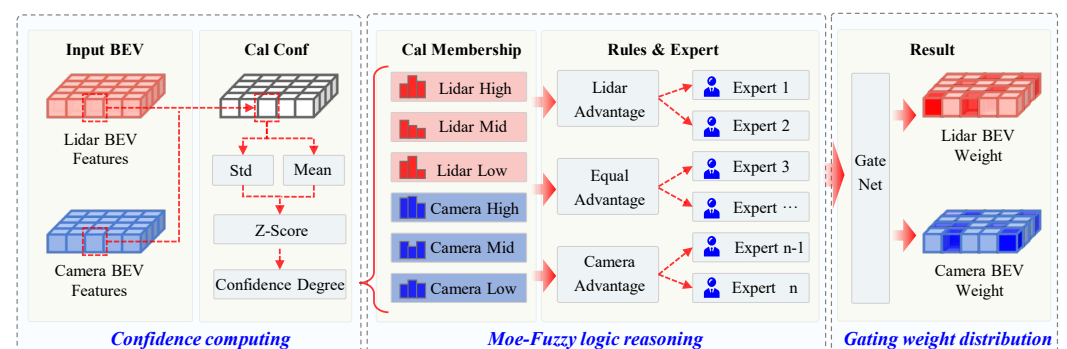 Input BEV
Lidar BEV
Features
Camera BEV
Features
Cal Conf
Std
Mean
Z-Score
Confidence Degree
Confidence computing
Cal Membership
Lidar High
Lidar Mid
Lidar Low
Camera High
Camera Mid
Camera Low
Rules & Expert
Lidar
Advantage
Equal
Advantage
Camera
Advantage
Expert 1
Expert 2
Expert 3
Expert ···
Expert n-1
Expert n
Moe-Fuzzy logic reasoning
Gate
Net
Result
Lidar BEV
Weight
Camera BEV
Weight
Gating weight distribution